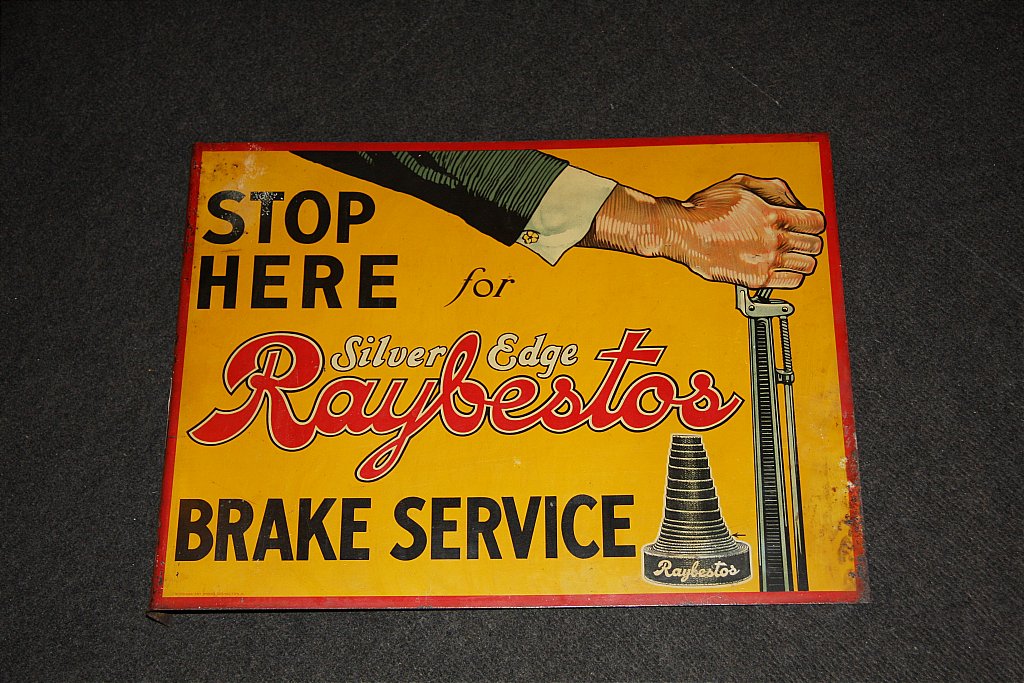 STOP
HERE for
Silver Edge
Raybestos
BRAKE SERVICE
Raybestos